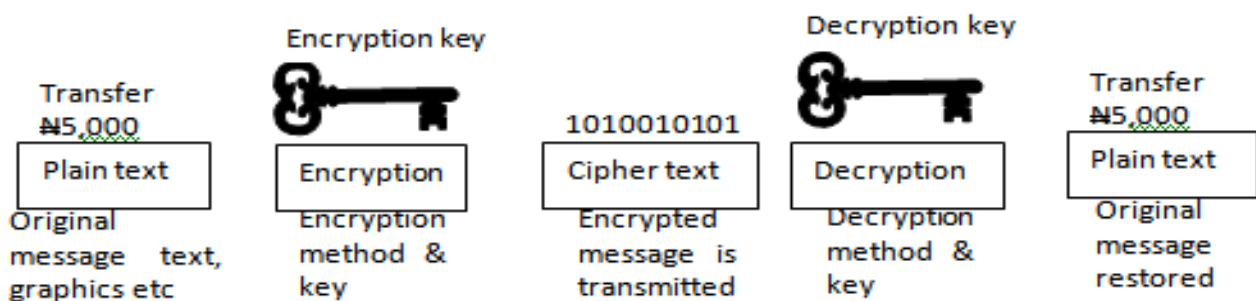 Encryption key
Decryption key
Transfer
₦5,000
1010010101
Transfer
₦5,000
Plain text
Encryption
Cipher text
Decryption
Plain text
Original
message text,
graphics etc
Encryption
method &
key
Encrypted
message is
transmitted
Decryption
method &
key
Original
message
restored